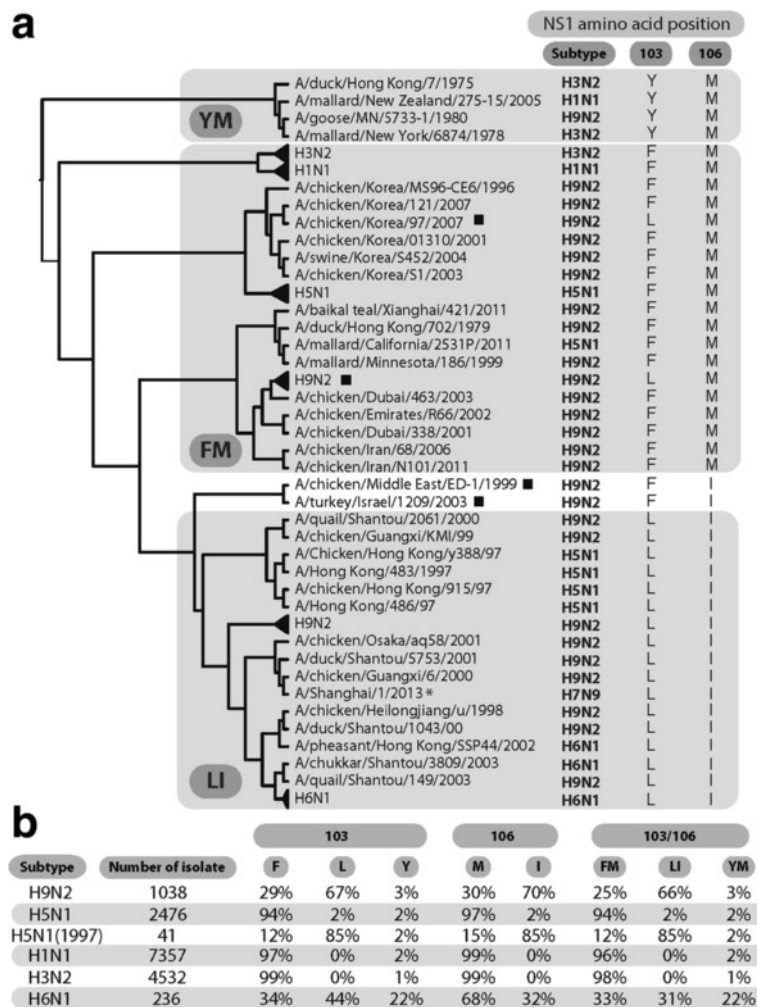 a
NS1 amino acid position
Subtype 103 106
A/duck/Hong Kong/7/1975 H3N2 Y M
A/mallard/New Zealand/275-15/2005 H1N1 Y M
A/goose/MN/5733-1/1980 H9N2 Y M
A/mallard/New York/6874/1978 H3N2 Y M
YM
H3N2 H3N2 F M
H1N1 H1N1 F M
A/chicken/Korea/MS96-CE6/1996 H9N2 F M
A/chicken/Korea/121/2007 H9N2 F M
A/chicken/Korea/97/2007 ■ H9N2 L M
A/chicken/Korea/01310/2001 H9N2 F M
A/swine/Korea/S452/2004 H9N2 F M
A/chicken/Korea/S1/2003 H9N2 F M
H5N1 H5N1 F M
A/baikal teal/Xianghai/421/2011 H9N2 F M
A/duck/Hong Kong/702/1979 H9N2 F M
A/mallard/California/2531P/2011 H5N1 F M
A/mallard/Minnesota/186/1999 H9N2 F M
H9N2 ■ H9N2 L M
A/chicken/Dubai/463/2003 H9N2 F M
A/chicken/Emirates/R66/2002 H9N2 F M
A/chicken/Dubai/338/2001 H9N2 F M
A/chicken/Iran/68/2006 H9N2 F M
A/chicken/Iran/N101/2011 H9N2 F M
FM
A/chicken/Middle East/ED-1/1999 ■ H9N2 F I
A/turkey/Israel/1209/2003 ■ H9N2 F I
A/quail/Shantou/2061/2000 H9N2 L I
A/chicken/Guangxi/KMI/99 H9N2 L I
A/Chicken/Hong Kong/y388/97 H5N1 L I
A/Hong Kong/483/1997 H5N1 L I
A/chicken/Hong Kong/915/97 H5N1 L I
A/Hong Kong/486/97 H5N1 L I
H9N2 H9N2 L I
A/chicken/Osaka/aq58/2001 H9N2 L I
A/duck/Shantou/5753/2001 H9N2 L I
A/chicken/Guangxi/6/2000 H9N2 L I
A/Shanghai/1/2013 * H7N9 L I
A/chicken/Heilongjiang/u/1998 H9N2 L I
A/duck/Shantou/1043/00 H9N2 L I
A/pheasant/Hong Kong/SSP44/2002 H6N1 L I
A/chukkar/Shantou/3809/2003 H6N1 L I
A/quail/Shantou/149/2003 H9N2 L I
H6N1 H6N1 L I
LI
b
103 106 103/106
Subtype Number of isolate F L Y M I FM LI YM
H9N2 1038 29% 67% 3% 30% 70% 25% 66% 3%
H5N1 2476 94% 2% 2% 97% 2% 94% 2% 2%
H5N1(1997) 41 12% 85% 2% 15% 85% 12% 85% 2%
H1N1 7357 97% 0% 2% 99% 0% 96% 0% 2%
H3N2 4532 99% 0% 1% 99% 0% 98% 0% 1%
H6N1 236 34% 44% 22% 68% 32% 33% 31% 22%